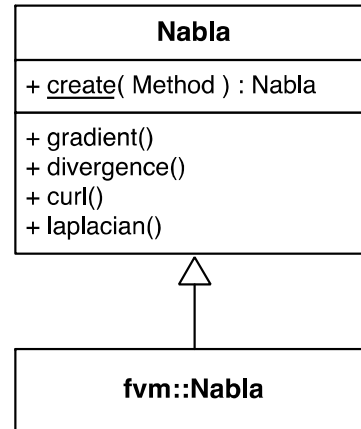 Nabla
+ create( Method ) : Nabla
+ gradient()
+ divergence()
+ curl()
+ laplacian()
fvm::Nabla